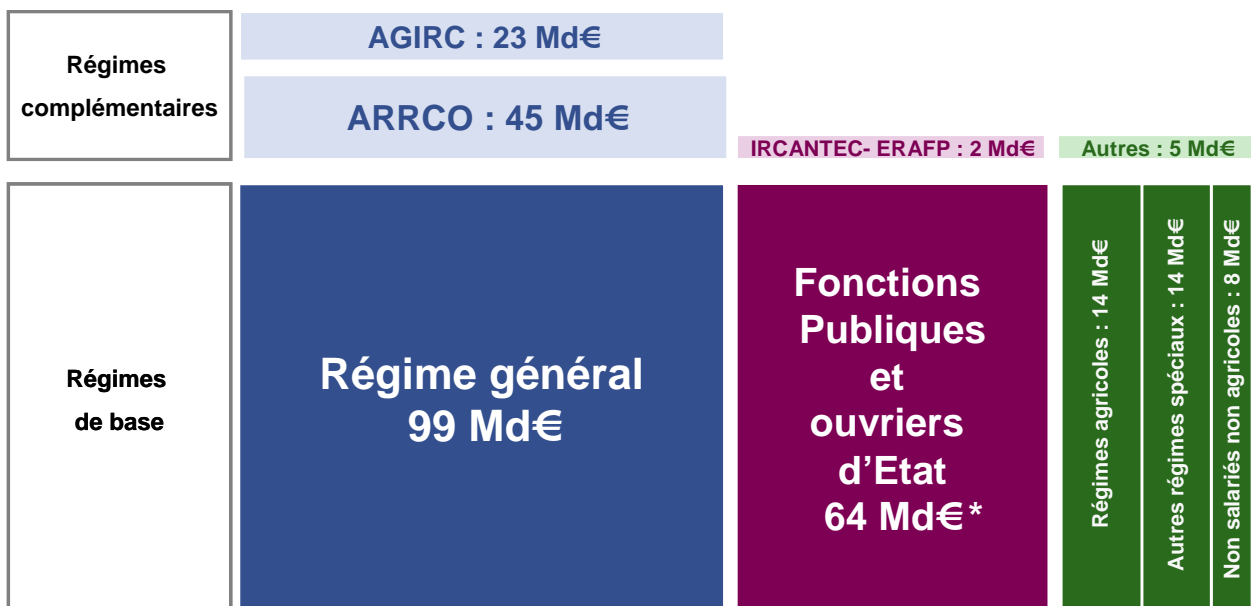 Régimes
complémentaires
AGIRC : 23 Md€
ARRCO : 45 Md€
IRCANTEC- ERAFP : 2 Md€
Autres : 5 Md€
Régimes
de base
Régime général
99 Md€
Fonctions
Publiques
et
ouvriers
d’Etat
64 Md€*
Régimes agricoles : 14 Md€
Autres régimes spéciaux : 14 Md€
Non salariés non agricoles : 8 Md€